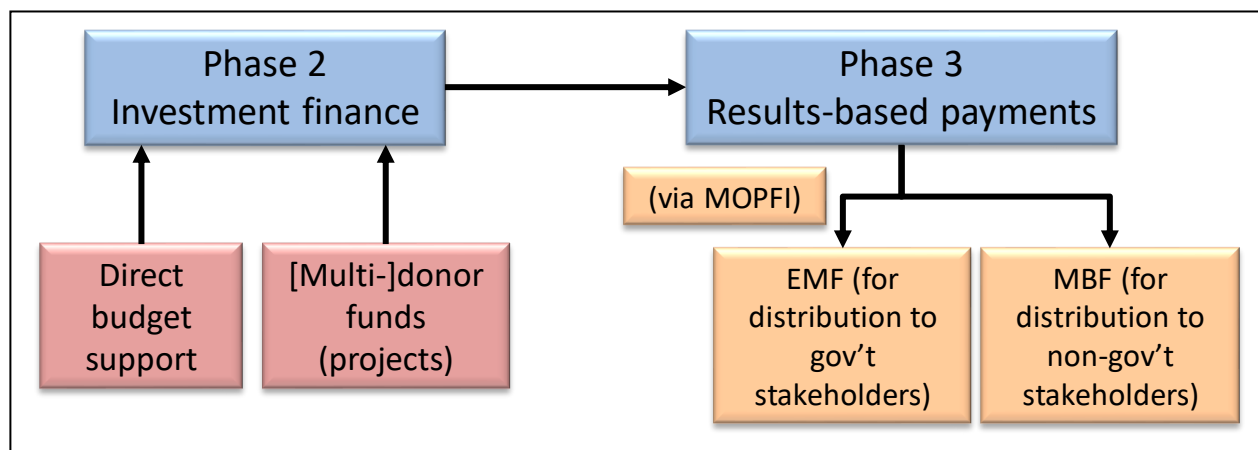 Phase 2
Investment finance
Phase 3
Results-based payments
(via MOPFI)
Direct
budget
support
[Multi-]donor
funds
(projects)
EMF (for
distribution to
gov’t
stakeholders)
MBF (for
distribution to
non-gov’t
stakeholders)